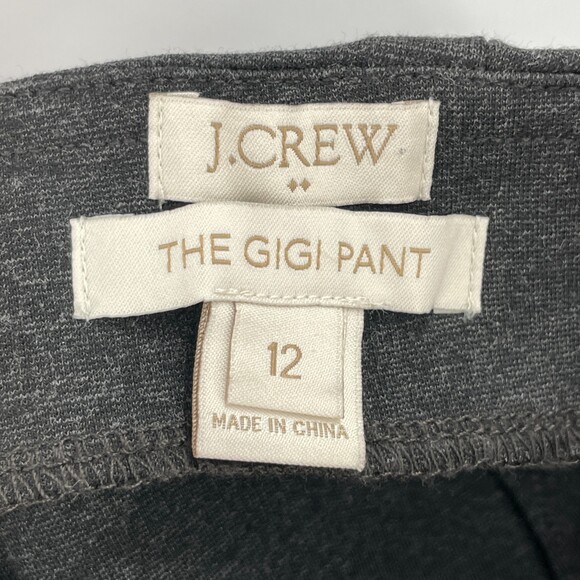 J.CREW
THE GIGI PANT
12
MADE IN CHINA